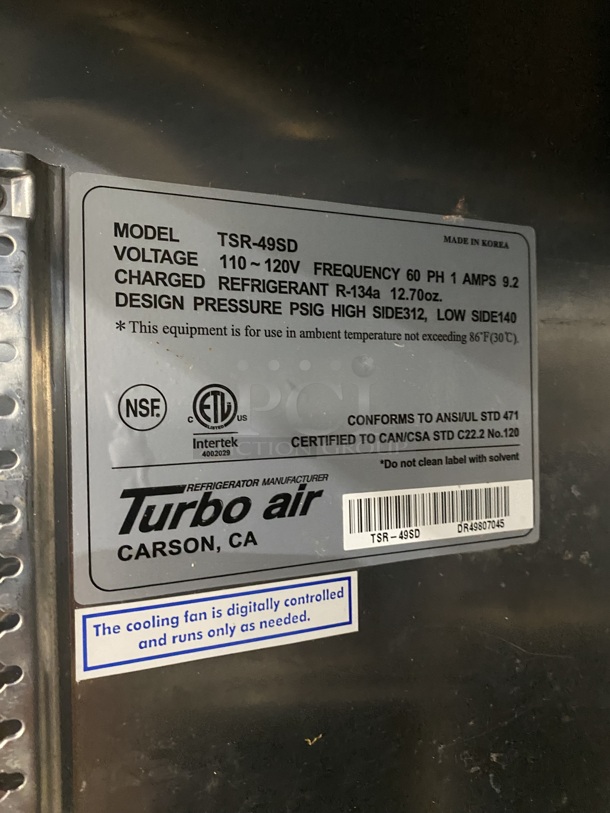 MODEL TSR-49SD MADE IN KOREA
VOLTAGE 110~120V FREQUENCY 60 PH 1 AMPS 9.2
CHARGED REFRIGERANT R-134a 12.70oz.
DESIGN PRESSURE PSIG HIGH SIDE312, LOW SIDE140
*This equipment is for use in ambient temperature not exceeding 86°F(30°C).
NSF
C ETL US
LISTED
Intertek
4002029
CONFORMS TO ANSI/UL STD 471
CERTIFIED TO CAN/CSA STD C22.2 No.120
PCI
AUCTION GROUP
*Do not clean label with solvent
REFRIGERATOR MANUFACTURER
Turbo air
CARSON, CA
TSR-49SD DR49807045
The cooling fan is digitally controlled
and runs only as needed.